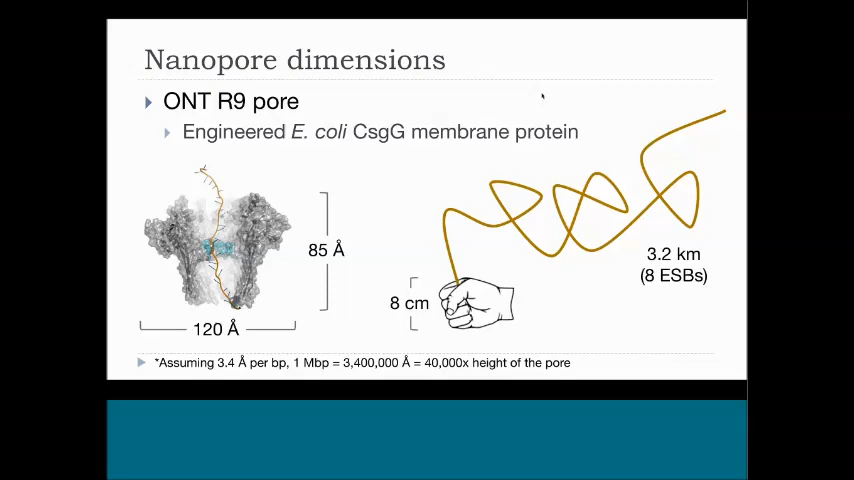 Nanopore dimensions
ONT R9 pore
Engineered E. coli CsgG membrane protein
85 Å
120 Å
8 cm
3.2 km
(8 ESBs)
*Assuming 3.4 Å per bp, 1 Mbp = 3,400,000 Å = 40,000x height of the pore